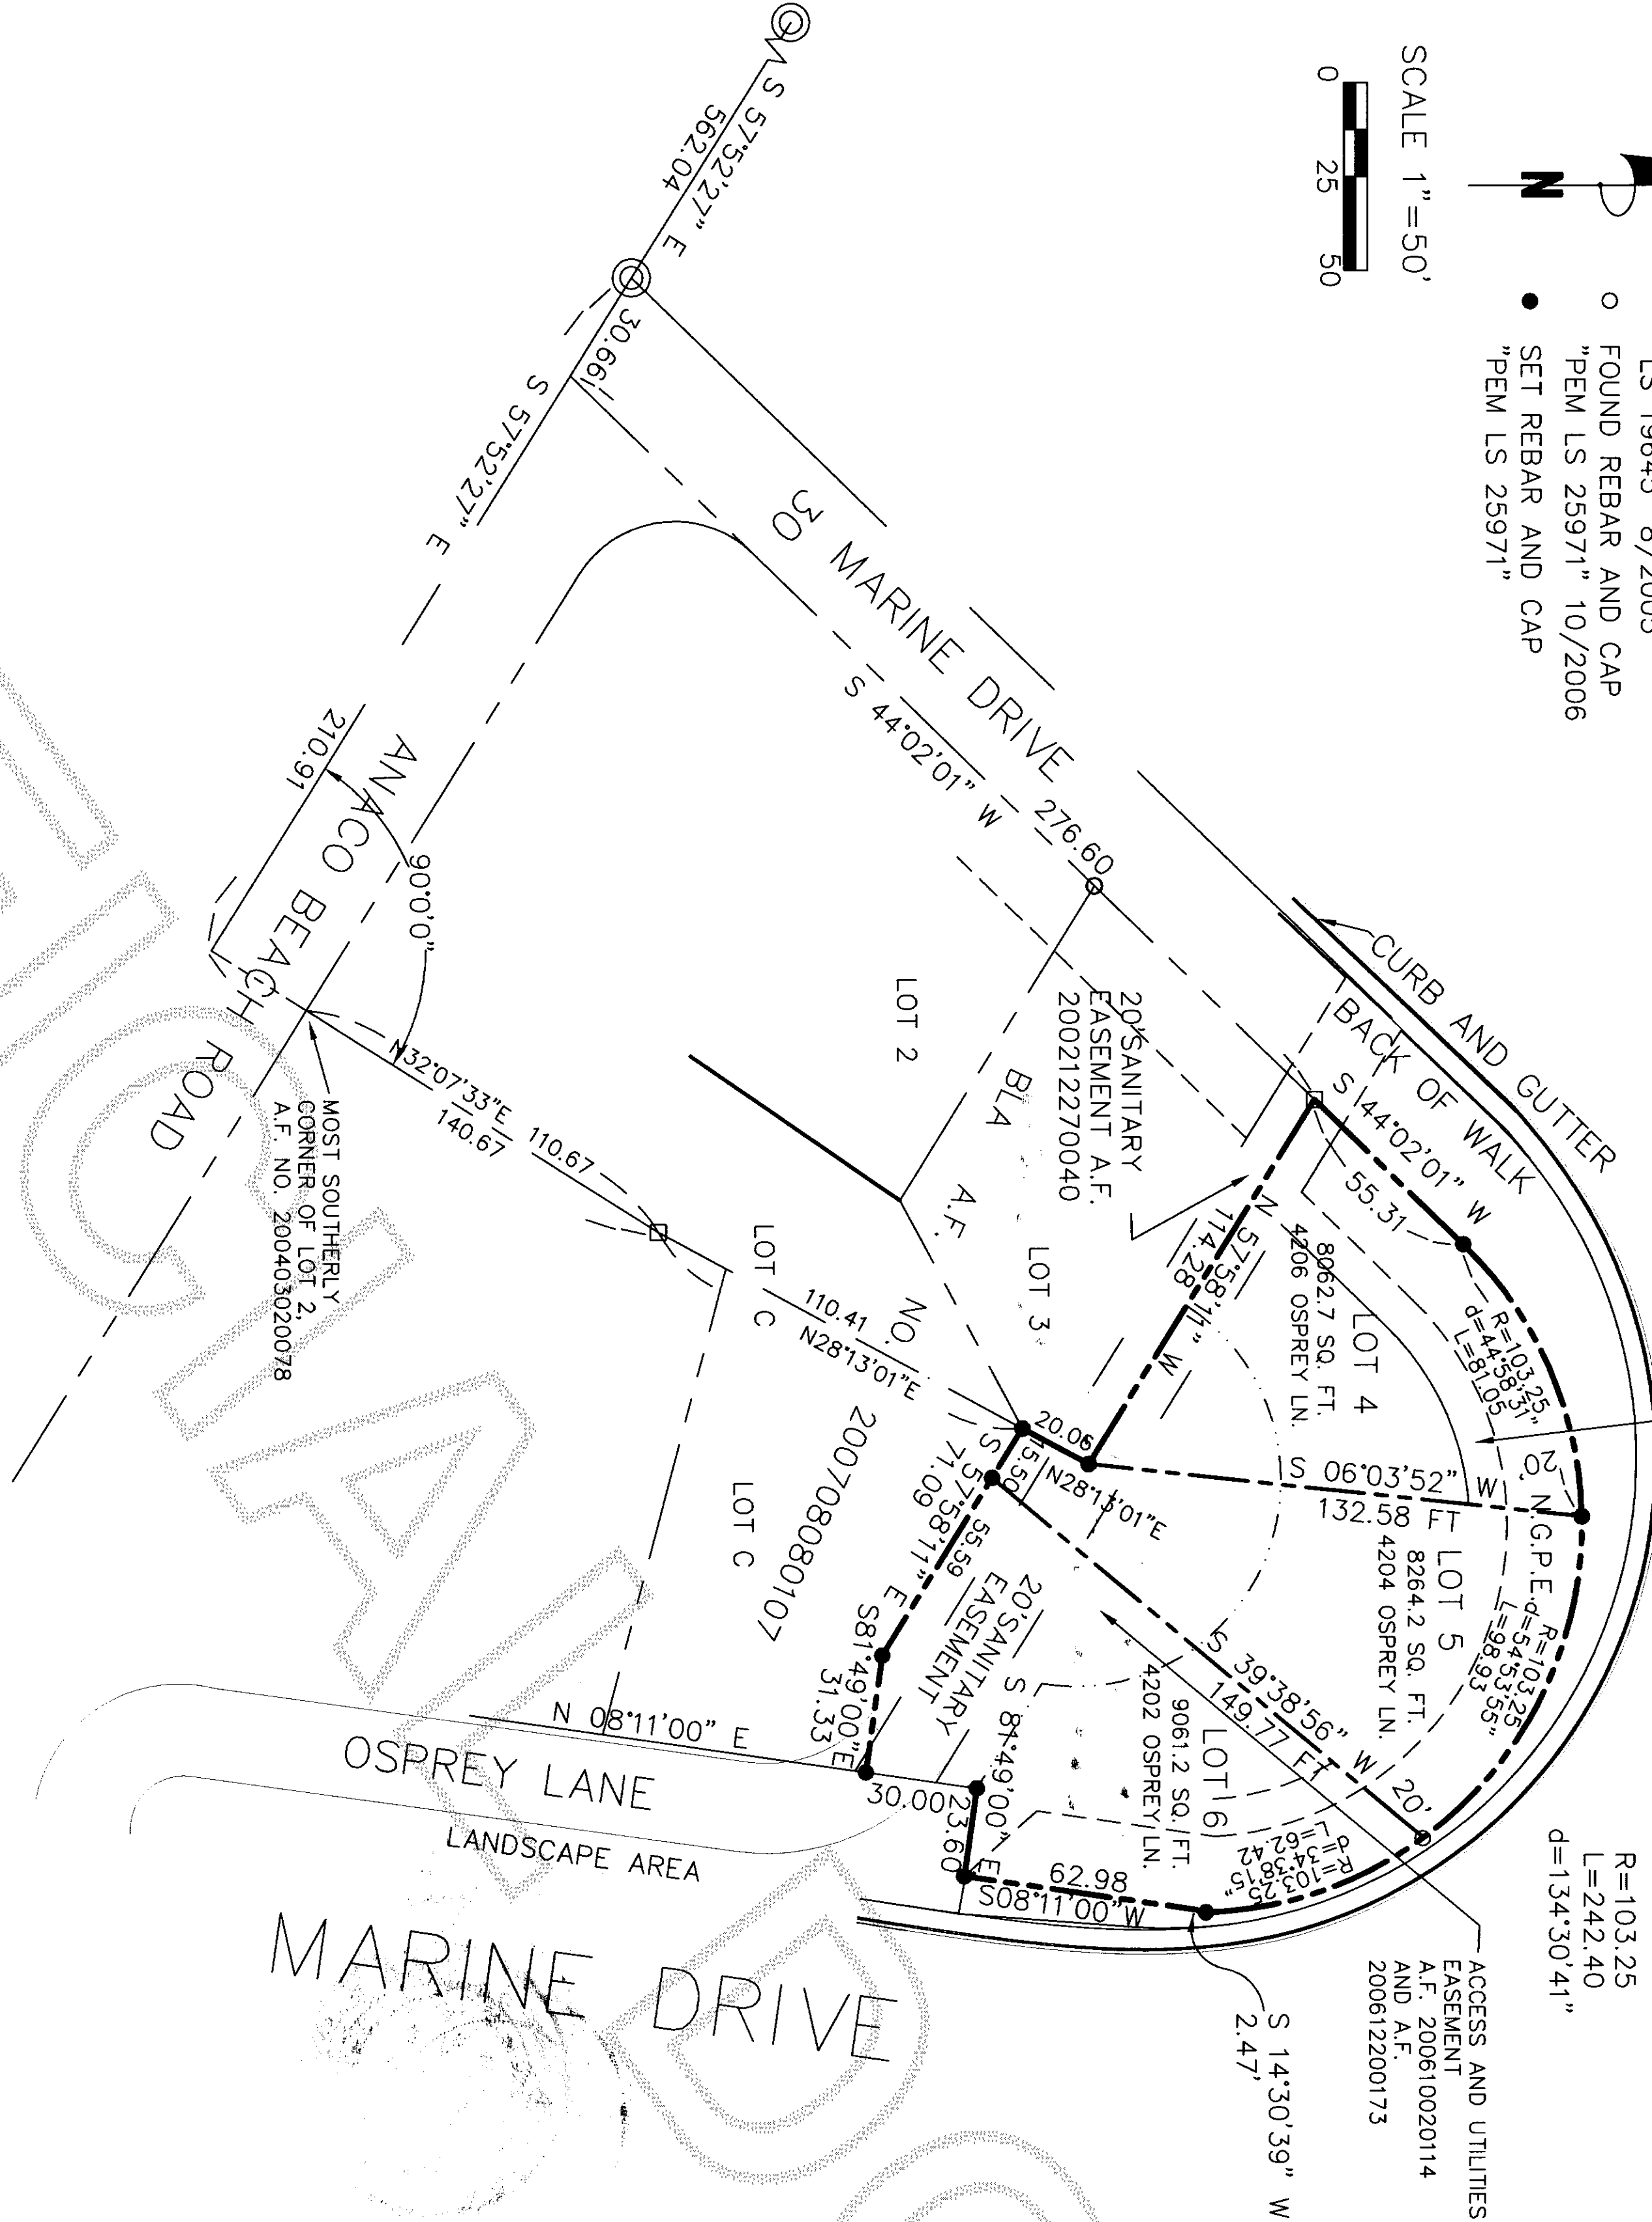 LS 19645 8/2005
FOUND REBAR AND CAP
"PEM LS 25971" 10/2006
SET REBAR AND CAP
"PEM LS 25971"
N
SCALE 1"=50'
0 25 50
S 57°52'27" E
562.04
30.66
S 57°52'27" E
210.91
30 MARINE DRIVE
S 44°02'01" W 276.60
CURB AND GUTTER
BACK OF WALK
S 44°02'01" W
55.31
R=103.25
d=44°58'31"
L=81.05
20' N.G.P.E.
R=103.25
d=54°53'55"
L=98.93
R=103.25
L=242.40
d=134°30'41"
LOT 4
8062.7 SQ. FT.
4206 OSPREY LN.
N 57°58'11" W
114.28
20'SANITARY
EASEMENT A.F.
200212270040
LOT 2
LOT 3
BLA A.F. NO. 200708080107
S 06°03'52" W
132.58 FT
LOT 5
8264.2 SQ. FT.
4204 OSPREY LN.
S 39°38'56" W
149.77 FT
20'
LOT 6
9061.2 SQ. FT.
4202 OSPREY LN.
R=103.25
d=34°38'15"
L=62.42
20.06
N28°13'01"E
15.50
55.59
S 57°58'11" E
71.09
20'SANITARY
EASEMENT
S81°49'00"E
31.33
S 81°49'00" E
23.60
30.00
62.98
S08°11'00"W
S 14°30'39" W
2.47'
ACCESS AND UTILITIES
EASEMENT
A.F. 200610020114
AND A.F.
200612200173
110.41
N28°13'01"E
LOT C
LOT C
N32°07'33"E 110.67
140.67
90°0'0"
ANACO BEACH ROAD
MOST SOUTHERLY
CORNER OF LOT 2,
A.F. NO. 200403020078
N 08°11'00" E
OSPREY LANE
LANDSCAPE AREA
MARINE DRIVE